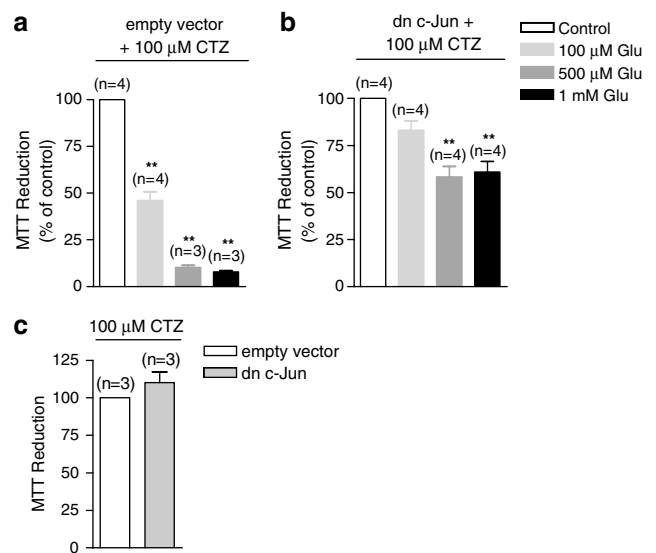 a
empty vector
+ 100 μM CTZ
(n=4)
100
75
50
25
0
MTT Reduction
(% of control)
**
(n=4)
**
(n=3)
**
(n=3)
b
dn c-Jun +
100 μM CTZ
(n=4)
100
75
50
25
0
MTT Reduction
(% of control)
(n=4)
**
(n=4)
**
(n=4)
Control
100 μM Glu
500 μM Glu
1 mM Glu
c
100 μM CTZ
125
100
75
50
25
0
MTT Reduction
(n=3)
(n=3)
empty vector
dn c-Jun